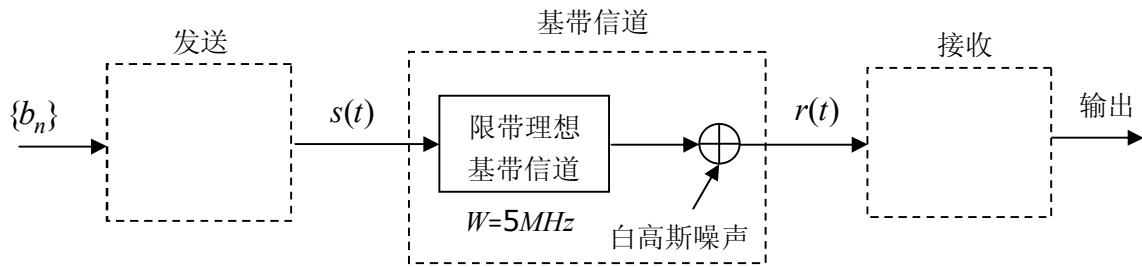 发送
基带信道
接收
{bₙ}
s(t)
限带理想
基带信道
r(t)
输出
W=5MHz
白高斯噪声